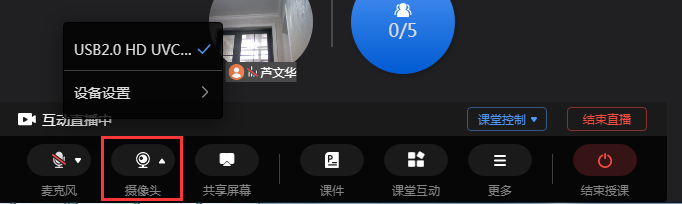 0/5
USB2.0 HD UVC...
芦文华
设备设置
互动直播中
课堂控制
结束直播
麦克风
摄像头
共享屏幕
课件
课堂互动
更多
结束授课